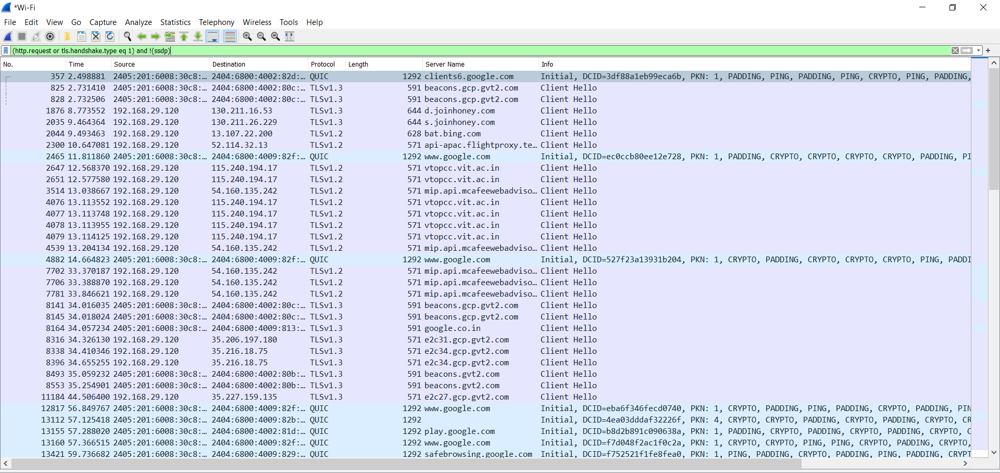 *Wi-Fi
File Edit View Go Capture Analyze Statistics Telephony Wireless Tools Help
(http.request or tls.handshake.type eq 1) and !(ssdp)
No. Time Source Destination Protocol Length Server Name Info
357 2.498881 2405:201:6008:30c8:… 2404:6800:4002:82d:… QUIC 1292 clients6.google.com Initial, DCID=3df88a1eb99eca6b, PKN: 1, PADDING, PING, PADDING, PING, CRYPTO, PING, PADDING,
825 2.731410 2405:201:6008:30c8:… 2404:6800:4002:80c:… TLSv1.3 591 beacons.gcp.gvt2.com Client Hello
828 2.732506 2405:201:6008:30c8:… 2404:6800:4002:80c:… TLSv1.3 591 beacons.gcp.gvt2.com Client Hello
1876 8.773552 192.168.29.120 130.211.16.53 TLSv1.3 644 d.joinhoney.com Client Hello
2035 9.464364 192.168.29.120 130.211.26.229 TLSv1.3 644 s.joinhoney.com Client Hello
2044 9.493463 192.168.29.120 13.107.22.200 TLSv1.2 628 bat.bing.com Client Hello
2300 10.647081 192.168.29.120 52.114.32.13 TLSv1.2 571 api-apac.flightproxy.te… Client Hello
2465 11.811860 2405:201:6008:30c8:… 2404:6800:4009:82f:… QUIC 1292 www.google.com Initial, DCID=ec0ccb80ee12e728, PKN: 1, PADDING, CRYPTO, CRYPTO, CRYPTO, CRYPTO, PADDING, PI
2647 12.568370 192.168.29.120 115.240.194.17 TLSv1.2 571 vtopcc.vit.ac.in Client Hello
2651 12.577580 192.168.29.120 115.240.194.17 TLSv1.2 571 vtopcc.vit.ac.in Client Hello
3514 13.038667 192.168.29.120 54.160.135.242 TLSv1.2 571 mip.api.mcafeewebadviso… Client Hello
4076 13.113552 192.168.29.120 115.240.194.17 TLSv1.2 571 vtopcc.vit.ac.in Client Hello
4077 13.113748 192.168.29.120 115.240.194.17 TLSv1.2 571 vtopcc.vit.ac.in Client Hello
4078 13.113955 192.168.29.120 115.240.194.17 TLSv1.2 571 vtopcc.vit.ac.in Client Hello
4079 13.114125 192.168.29.120 115.240.194.17 TLSv1.2 571 vtopcc.vit.ac.in Client Hello
4539 13.204134 192.168.29.120 54.160.135.242 TLSv1.2 571 mip.api.mcafeewebadviso… Client Hello
4882 14.664823 2405:201:6008:30c8:… 2404:6800:4009:82f:… QUIC 1292 www.google.com Initial, DCID=527f23a13931b204, PKN: 1, CRYPTO, PADDING, CRYPTO, CRYPTO, CRYPTO, PING, PADDI
7702 33.370187 192.168.29.120 54.160.135.242 TLSv1.2 571 mip.api.mcafeewebadviso… Client Hello
7706 33.388870 192.168.29.120 54.160.135.242 TLSv1.2 571 mip.api.mcafeewebadviso… Client Hello
7781 33.846621 192.168.29.120 54.160.135.242 TLSv1.2 571 mip.api.mcafeewebadviso… Client Hello
8141 34.016035 2405:201:6008:30c8:… 2404:6800:4002:80c:… TLSv1.3 591 beacons.gcp.gvt2.com Client Hello
8145 34.018024 2405:201:6008:30c8:… 2404:6800:4002:80c:… TLSv1.3 591 beacons.gcp.gvt2.com Client Hello
8164 34.057234 2405:201:6008:30c8:… 2404:6800:4009:813:… TLSv1.3 591 google.co.in Client Hello
8316 34.326130 192.168.29.120 35.206.197.180 TLSv1.3 571 e2c31.gcp.gvt2.com Client Hello
8338 34.410346 192.168.29.120 35.216.18.75 TLSv1.3 571 e2c34.gcp.gvt2.com Client Hello
8396 34.655255 192.168.29.120 35.216.18.75 TLSv1.3 571 e2c34.gcp.gvt2.com Client Hello
8493 35.059232 2405:201:6008:30c8:… 2404:6800:4002:80b:… TLSv1.3 591 beacons.gvt2.com Client Hello
8553 35.254901 2405:201:6008:30c8:… 2404:6800:4002:80b:… TLSv1.3 591 beacons.gvt2.com Client Hello
11184 44.506400 192.168.29.120 35.227.159.135 TLSv1.3 571 e2c27.gcp.gvt2.com Client Hello
12817 56.849767 2405:201:6008:30c8:… 2404:6800:4009:82f:… QUIC 1292 www.google.com Initial, DCID=eba6f346fecd0740, PKN: 1, CRYPTO, PADDING, PING, PADDING, CRYPTO, PADDING, PIN
13112 57.125418 2405:201:6008:30c8:… 2404:6800:4009:82b:… QUIC 1292 Initial, DCID=4ea03dddaf32226f, PKN: 4, CRYPTO, CRYPTO, PADDING, CRYPTO, PADDING, CRYPTO, CR
13155 57.288020 2405:201:6008:30c8:… 2404:6800:4002:81d:… QUIC 1292 play.google.com Initial, DCID=b8d2b891c090638a, PKN: 1, PADDING, CRYPTO, PADDING, CRYPTO, PADDING, CRYPTO, C
13160 57.366515 2405:201:6008:30c8:… 2404:6800:4009:82f:… QUIC 1292 www.google.com Initial, DCID=f7d048f2ac1f0c2a, PKN: 1, CRYPTO, CRYPTO, PING, PING, CRYPTO, PADDING, CRYPTO,
13421 59.736682 2405:201:6008:30c8:… 2404:6800:4009:829:… QUIC 1292 safebrowsing.google.com Initial, DCID=f752521f1fe8fea0, PKN: 1, PING, PADDING, CRYPTO, PADDING, PING, PADDING, CRYPT